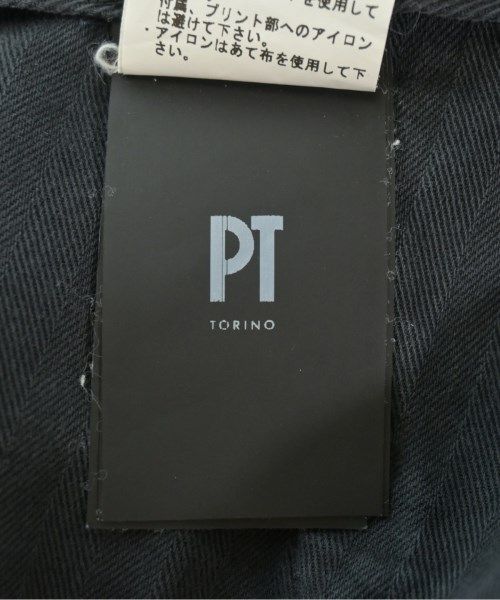 を使用して
付属、プリント部へのアイロン
は避けて下さい。
・アイロンはあて布を使用して下
さい。
PT
TORINO